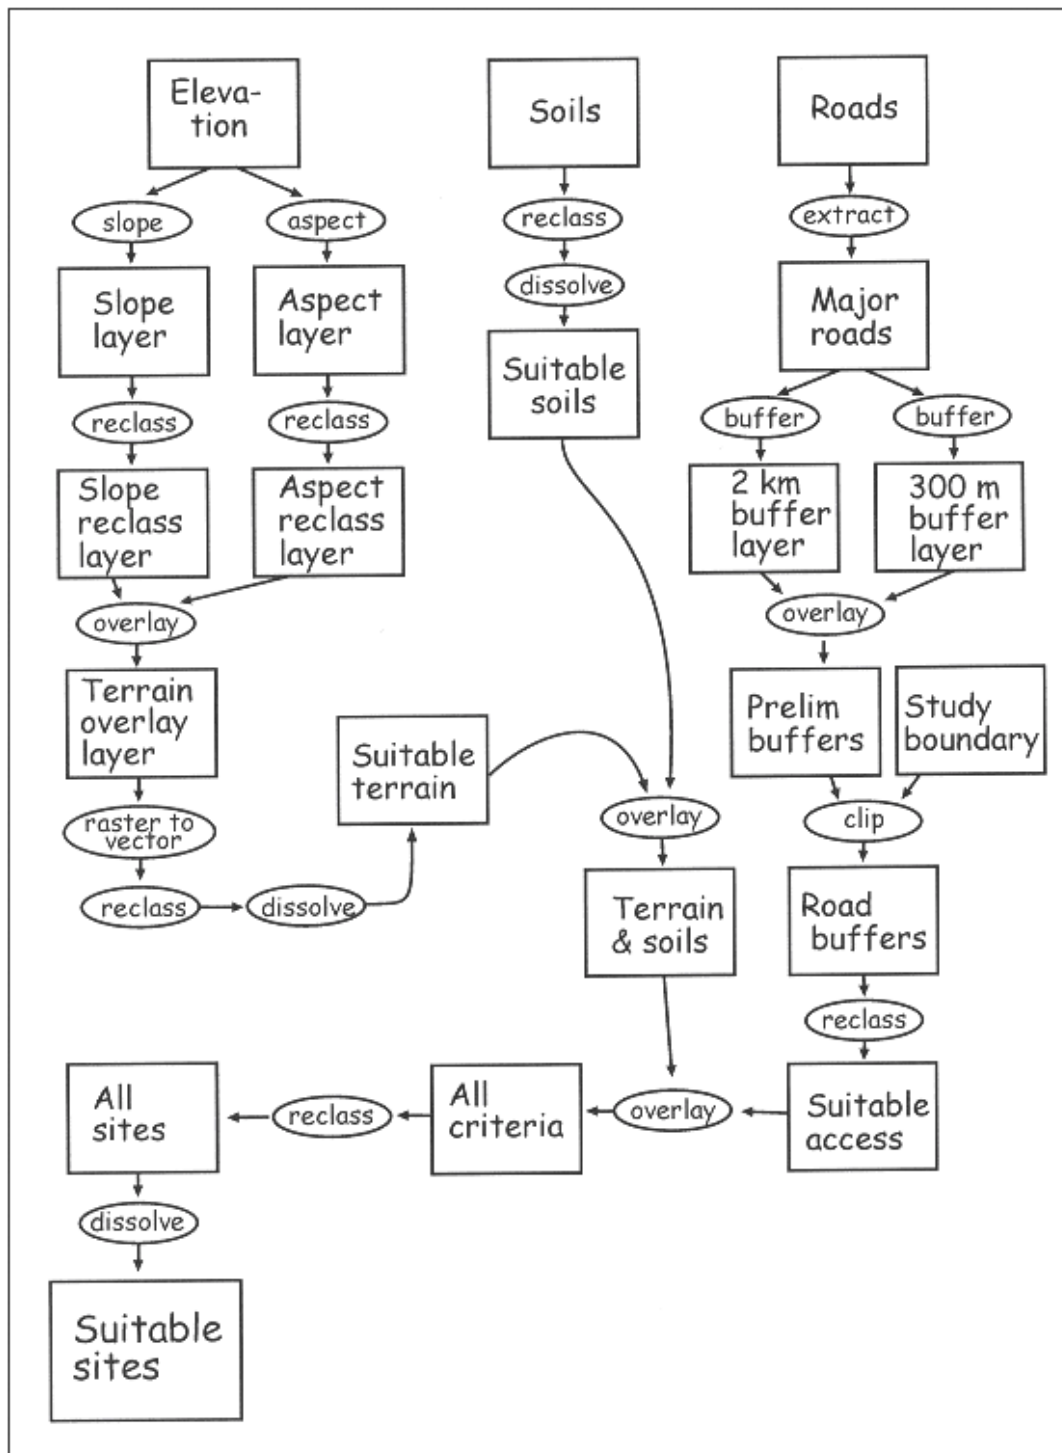 Eleva-
tion
Soils
Roads
slope
aspect
reclass
extract
dissolve
Slope
layer
Aspect
layer
Major
roads
Suitable
soils
reclass
reclass
buffer
buffer
Slope
reclass
layer
Aspect
reclass
layer
2 km
buffer
layer
300 m
buffer
layer
overlay
overlay
Terrain
overlay
layer
Prelim
buffers
Study
boundary
Suitable
terrain
raster to
vector
overlay
clip
reclass
dissolve
Terrain
& soils
Road
buffers
reclass
All
sites
reclass
All
criteria
overlay
Suitable
access
dissolve
Suitable
sites